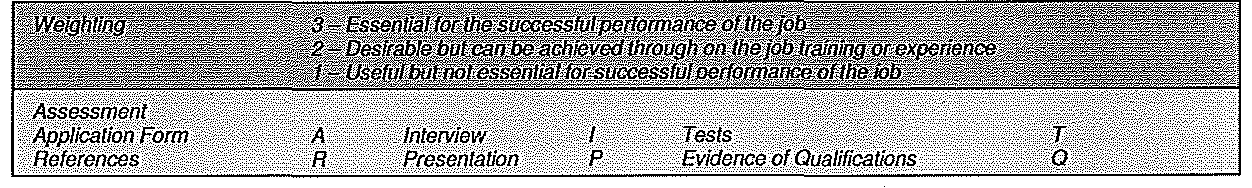 Weighting 3 – Essential for the successful performance of the job
2 – Desirable but can be achieved through on the job training or experience
1 – Useful but not essential for successful performance of the job
Assessment
Application Form A Interview I Tests T
References R Presentation P Evidence of Qualifications Q